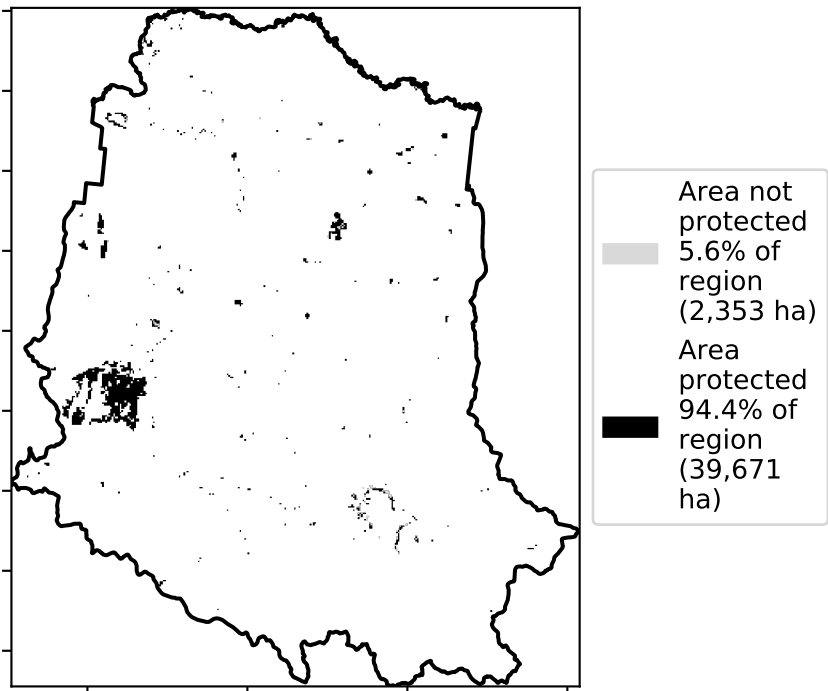 Area not
protected
5.6% of
region
(2,353 ha)
Area
protected
94.4% of
region
(39,671
ha)